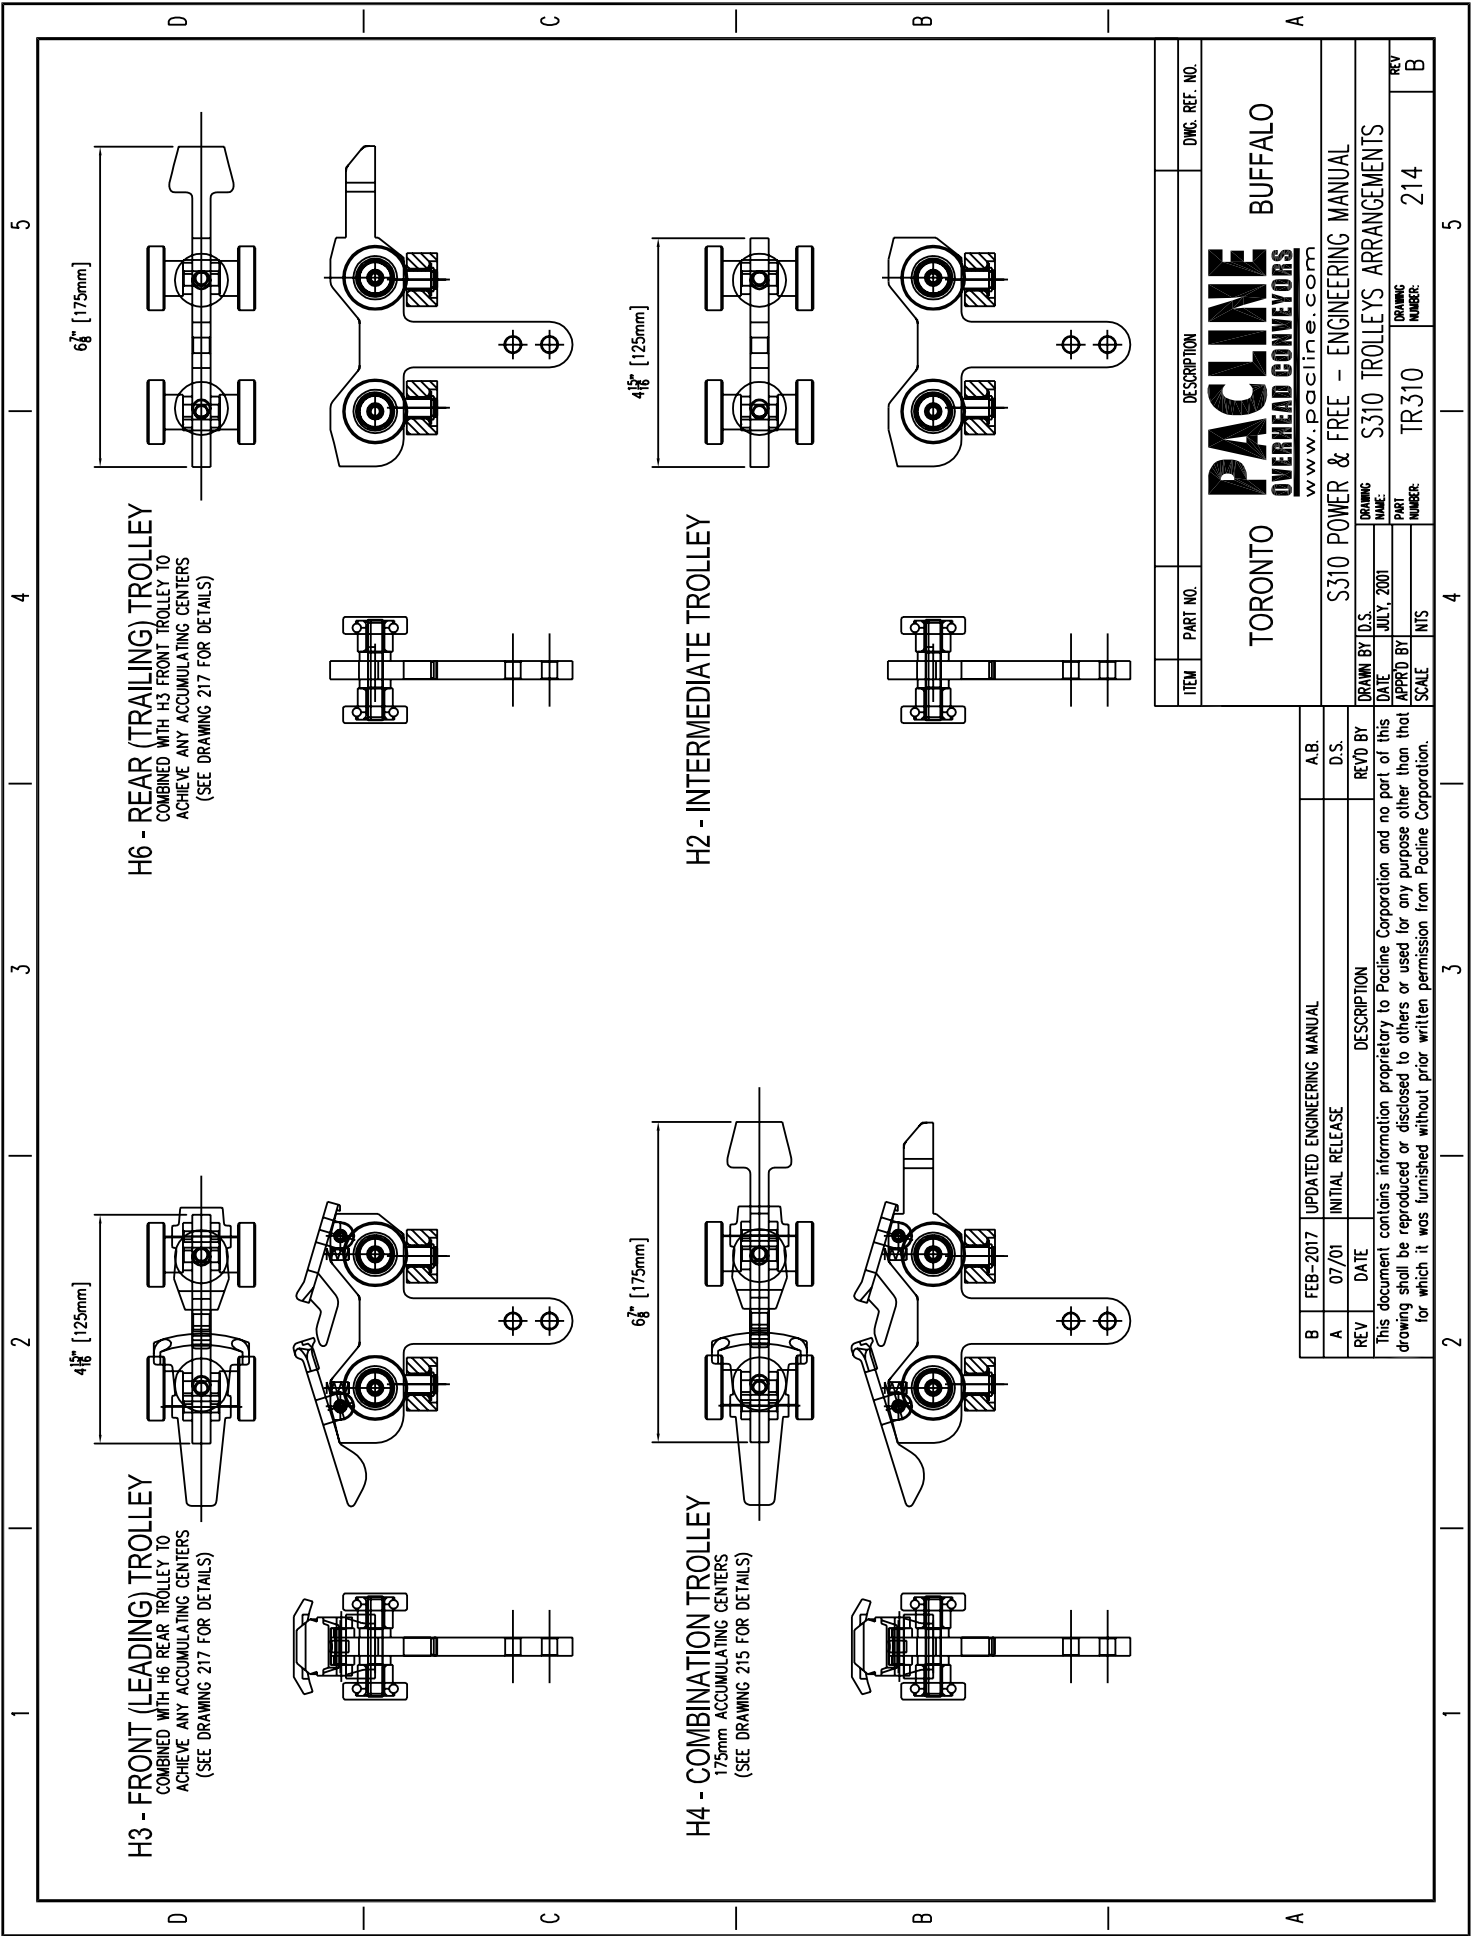 1
2
3
4
5
D
C
B
A
H3 - FRONT (LEADING) TROLLEY
COMBINED WITH H6 REAR TROLLEY TO
ACHIEVE ANY ACCUMULATING CENTERS
(SEE DRAWING 217 FOR DETAILS)
4 15/16" [125mm]
H6 - REAR (TRAILING) TROLLEY
COMBINED WITH H3 FRONT TROLLEY TO
ACHIEVE ANY ACCUMULATING CENTERS
(SEE DRAWING 217 FOR DETAILS)
6 7/8" [175mm]
H4 - COMBINATION TROLLEY
175mm ACCUMULATING CENTERS
(SEE DRAWING 215 FOR DETAILS)
6 7/8" [175mm]
H2 - INTERMEDIATE TROLLEY
4 15/16" [125mm]
ITEM PART NO. DESCRIPTION DWG. REF. NO.
TORONTO PACLINE BUFFALO
OVERHEAD CONVEYORS
www.pacline.com
S310 POWER & FREE - ENGINEERING MANUAL
DRAWN BY D.S.
DATE JULY, 2001
APPR'D BY
SCALE NTS
DRAWING NAME: S310 TROLLEYS ARRANGEMENTS
PART NUMBER: TR310
DRAWING NUMBER: 214
REV B
B FEB-2017 UPDATED ENGINEERING MANUAL A.B.
A 07/01 INITIAL RELEASE D.S.
REV DATE DESCRIPTION REV'D BY
This document contains information proprietary to Pacline Corporation and no part of this
drawing shall be reproduced or disclosed to others or used for any purpose other than that
for which it was furnished without prior written permission from Pacline Corporation.
D
C
B
A
1
2
3
4
5